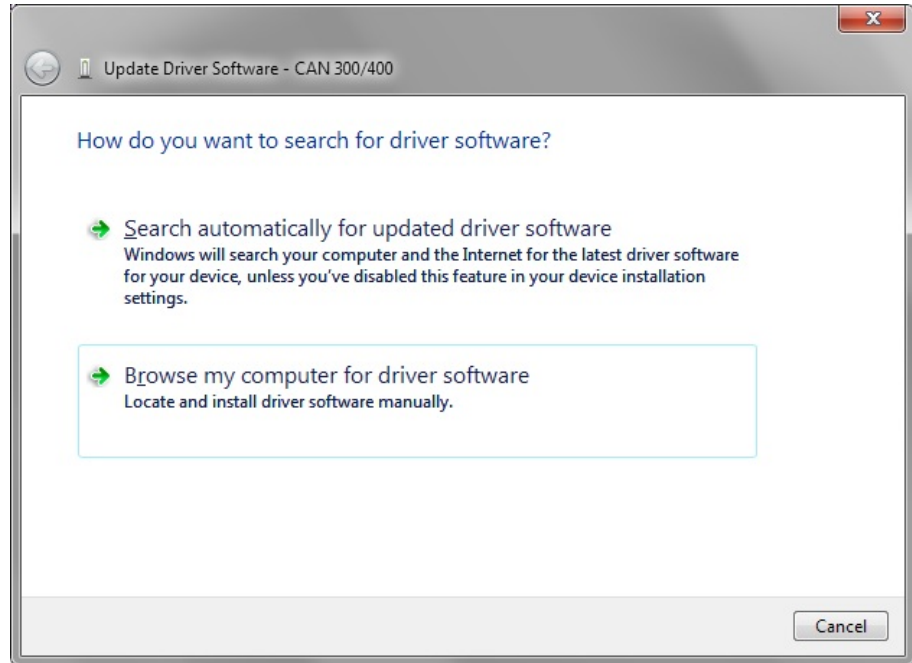 Update Driver Software - CAN 300/400
How do you want to search for driver software?
Search automatically for updated driver software
Windows will search your computer and the Internet for the latest driver software
for your device, unless you've disabled this feature in your device installation
settings.
Browse my computer for driver software
Locate and install driver software manually.
Cancel